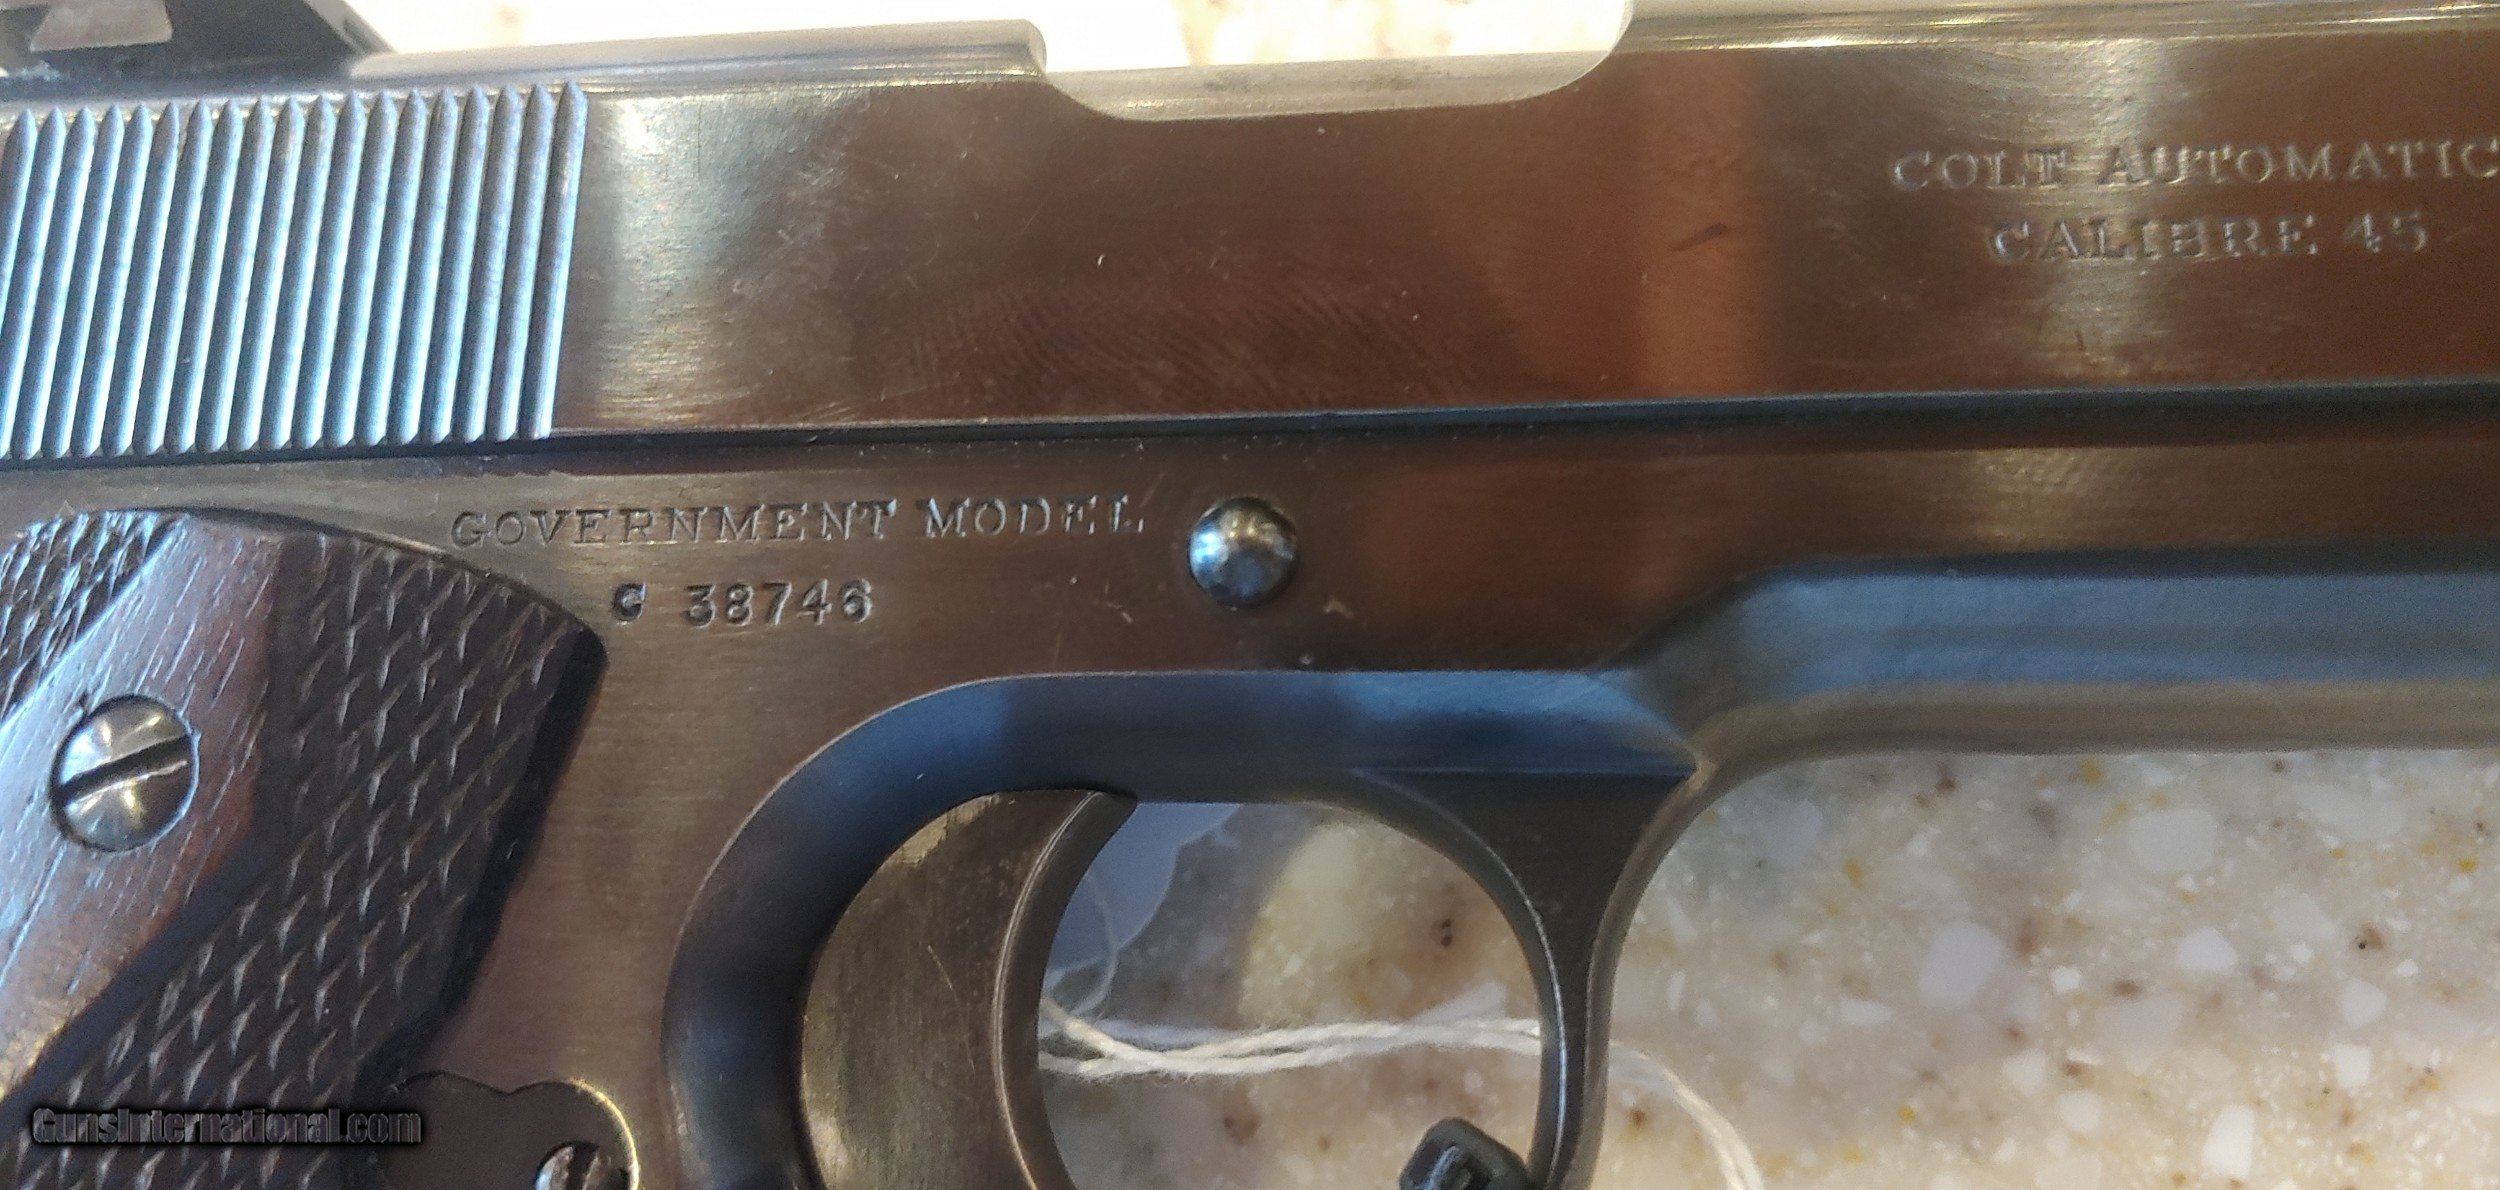 COLT AUTOMATIC
CALIBRE 45
GOVERNMENT MODEL
C 38746
GunsInternational.com